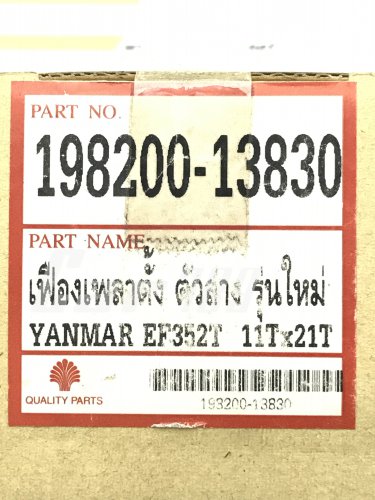 PART NO.
198200-13830
PART NAME
เฟืองเพลาตั้ง ตัวล่าง รุ่นใหม่
YANMAR EF352T 11Tx21T
QUALITY PARTS
198200-13830